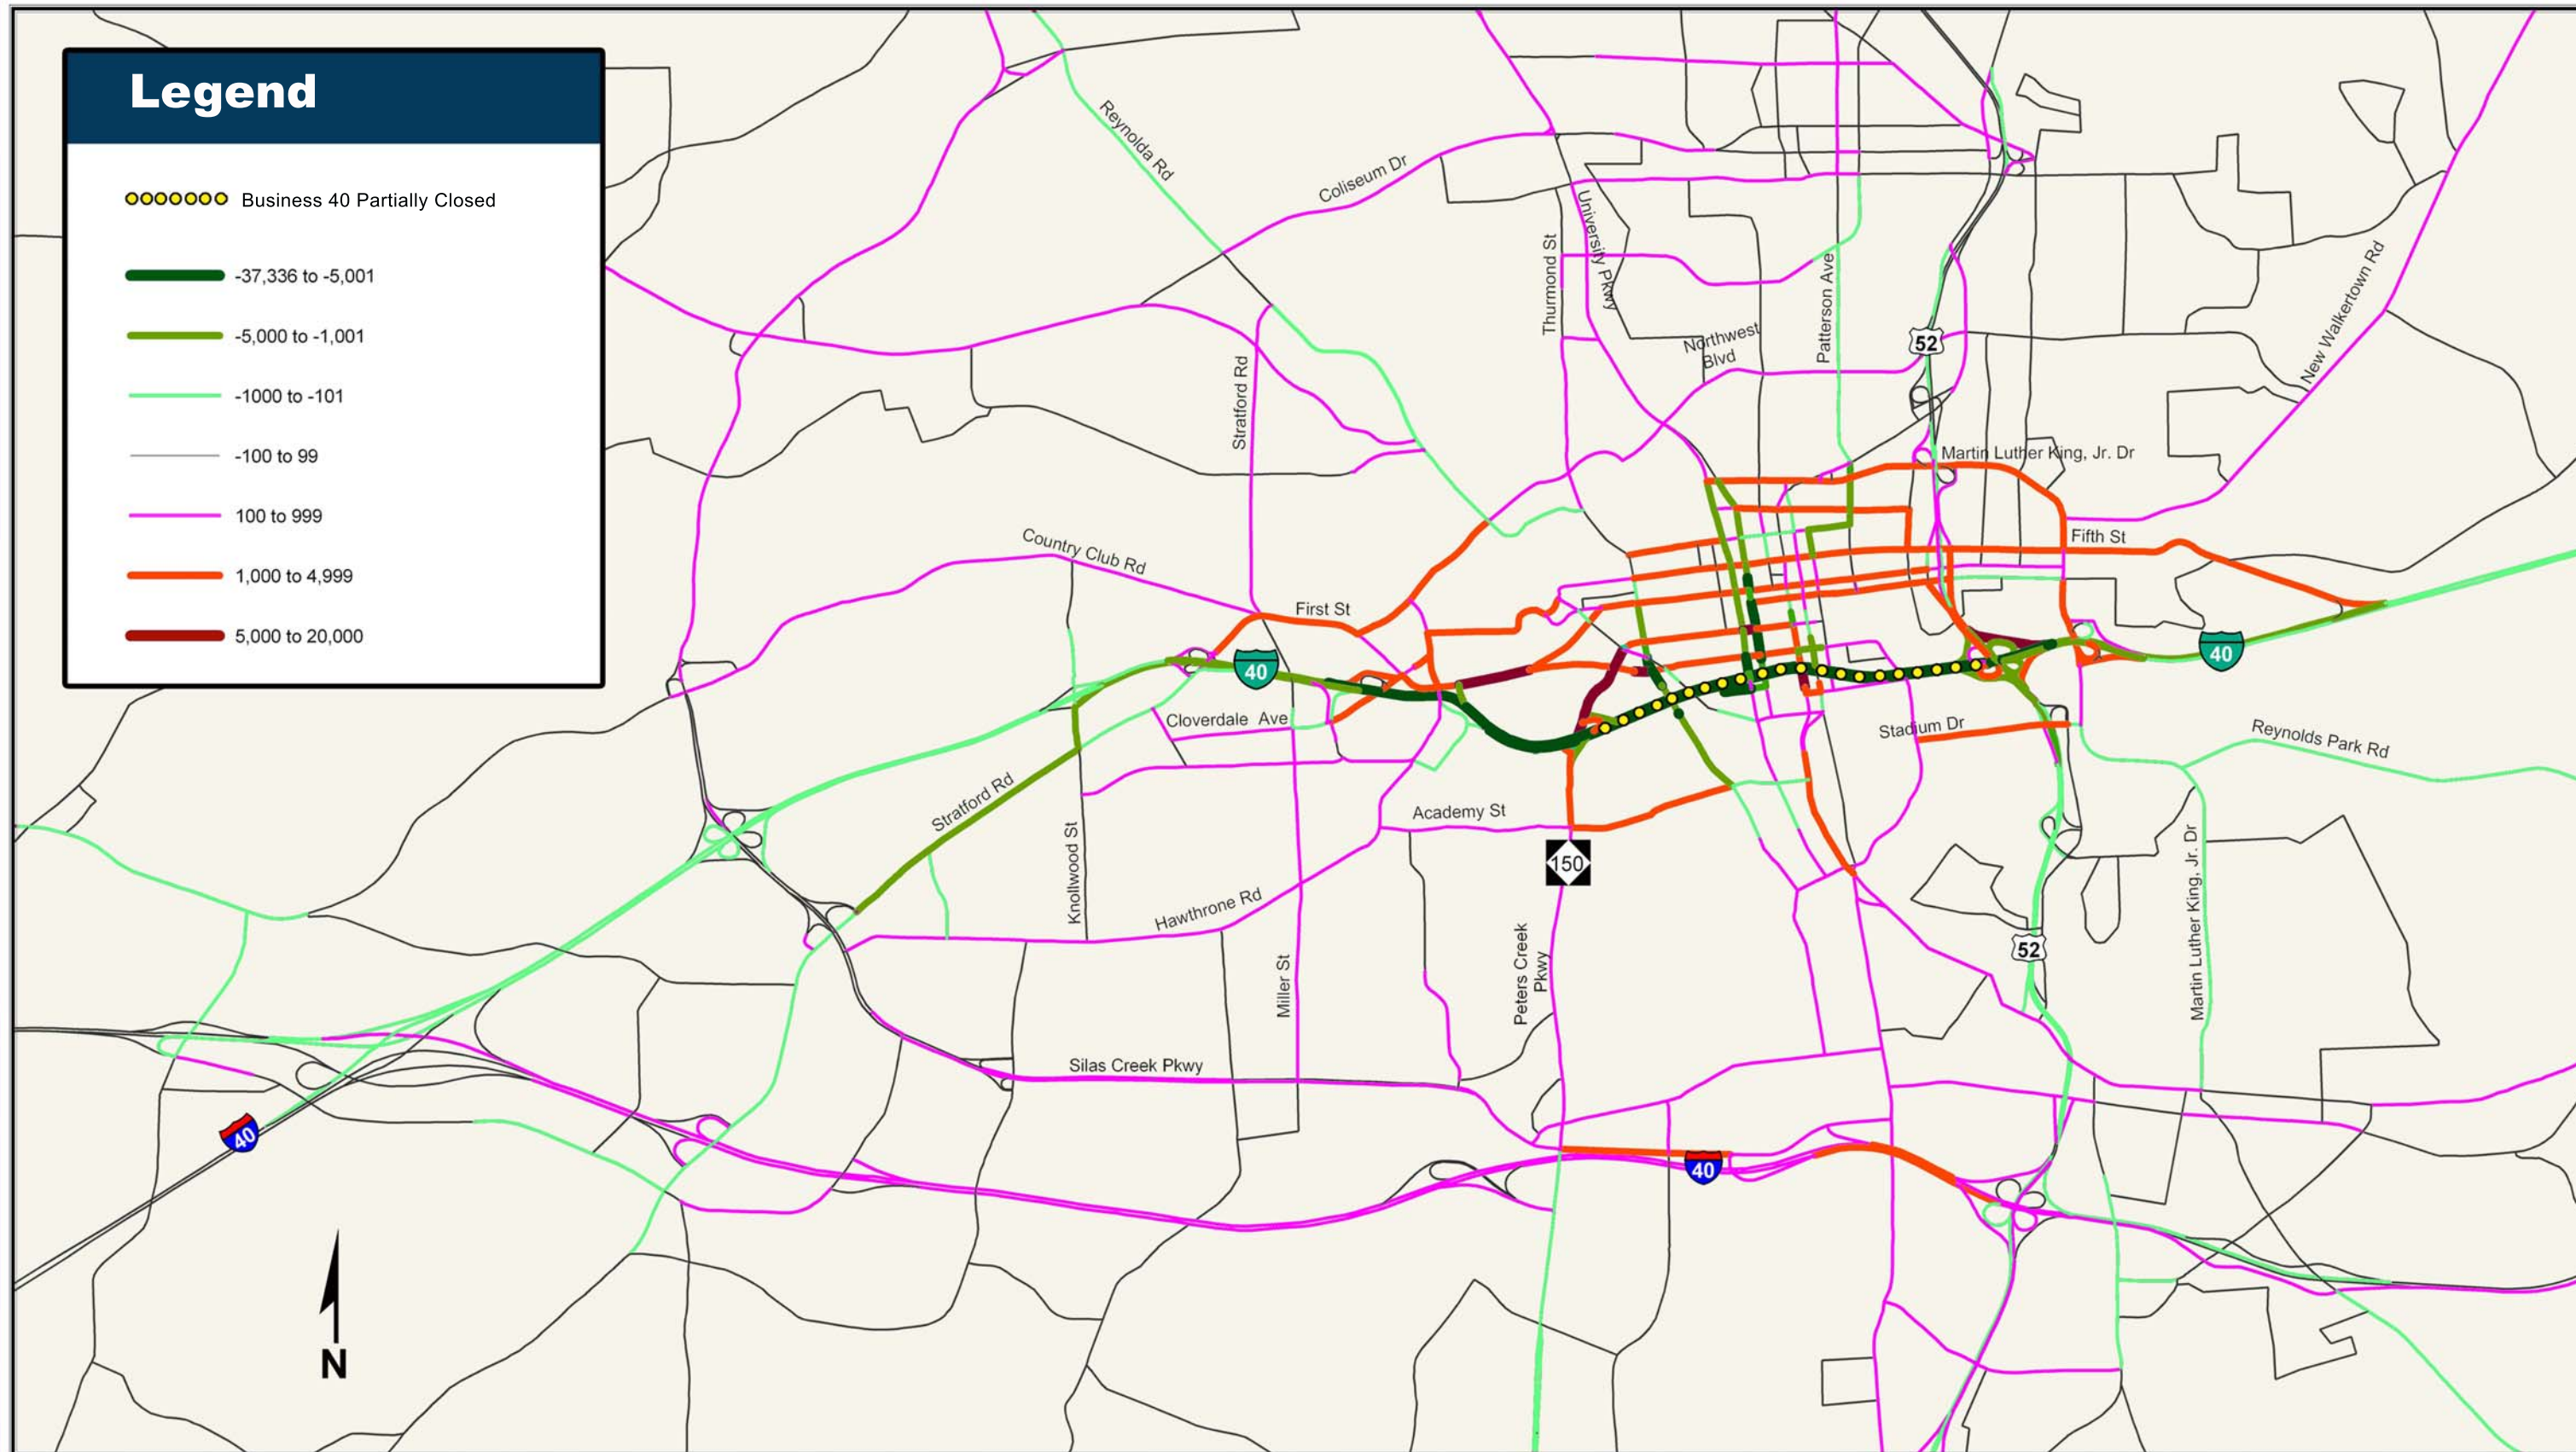 Legend
Business 40 Partially Closed
-37,336 to -5,001
-5,000 to -1,001
-1000 to -101
-100 to 99
100 to 999
1,000 to 4,999
5,000 to 20,000
Reynolda Rd
Coliseum Dr
Thurmond St
University Pkwy
Patterson Ave
Northwest
Blvd
52
New Walkertown Rd
Stratford Rd
Martin Luther King, Jr. Dr
Fifth St
Country Club Rd
First St
40
40
Cloverdale Ave
Stadium Dr
Reynolds Park Rd
Stratford Rd
Academy St
Knollwood St
150
Hawthrone Rd
Miller St
Peters Creek
Pkwy
52
Martin Luther King, Jr. Dr
Silas Creek Pkwy
40
40
N